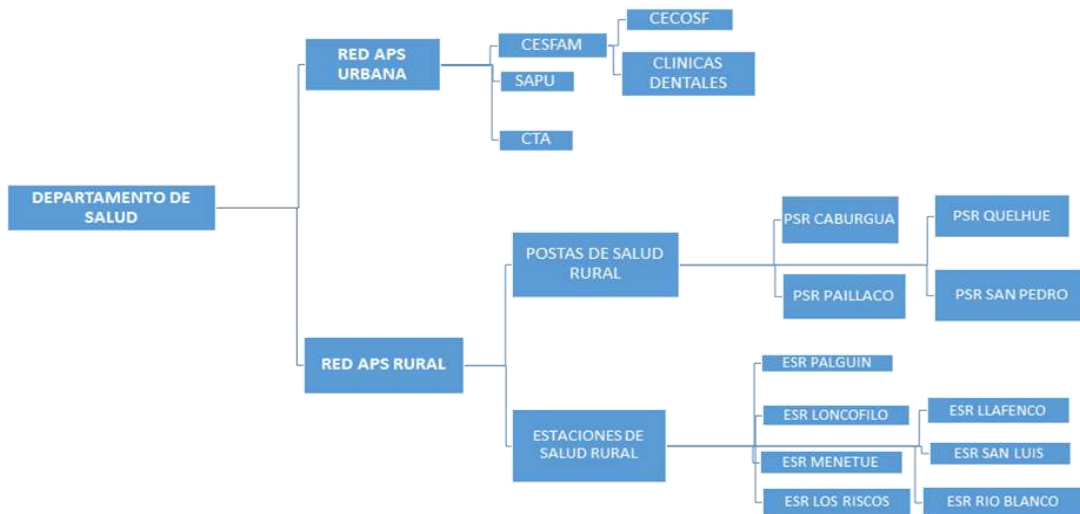 CECOSF
RED APS
URBANA
CESFAM
CLINICAS
DENTALES
SAPU
CTA
DEPARTAMENTO DE
SALUD
PSR CABURGUA
PSR QUELHUE
POSTAS DE SALUD
RURAL
PSR PAILLACO
PSR SAN PEDRO
RED APS RURAL
ESR PALGUIN
ESR LONCOFILO
ESR LLAFENCO
ESTACIONES DE
SALUD RURAL
ESR MENETUE
ESR SAN LUIS
ESR LOS RISCOS
ESR RIO BLANCO